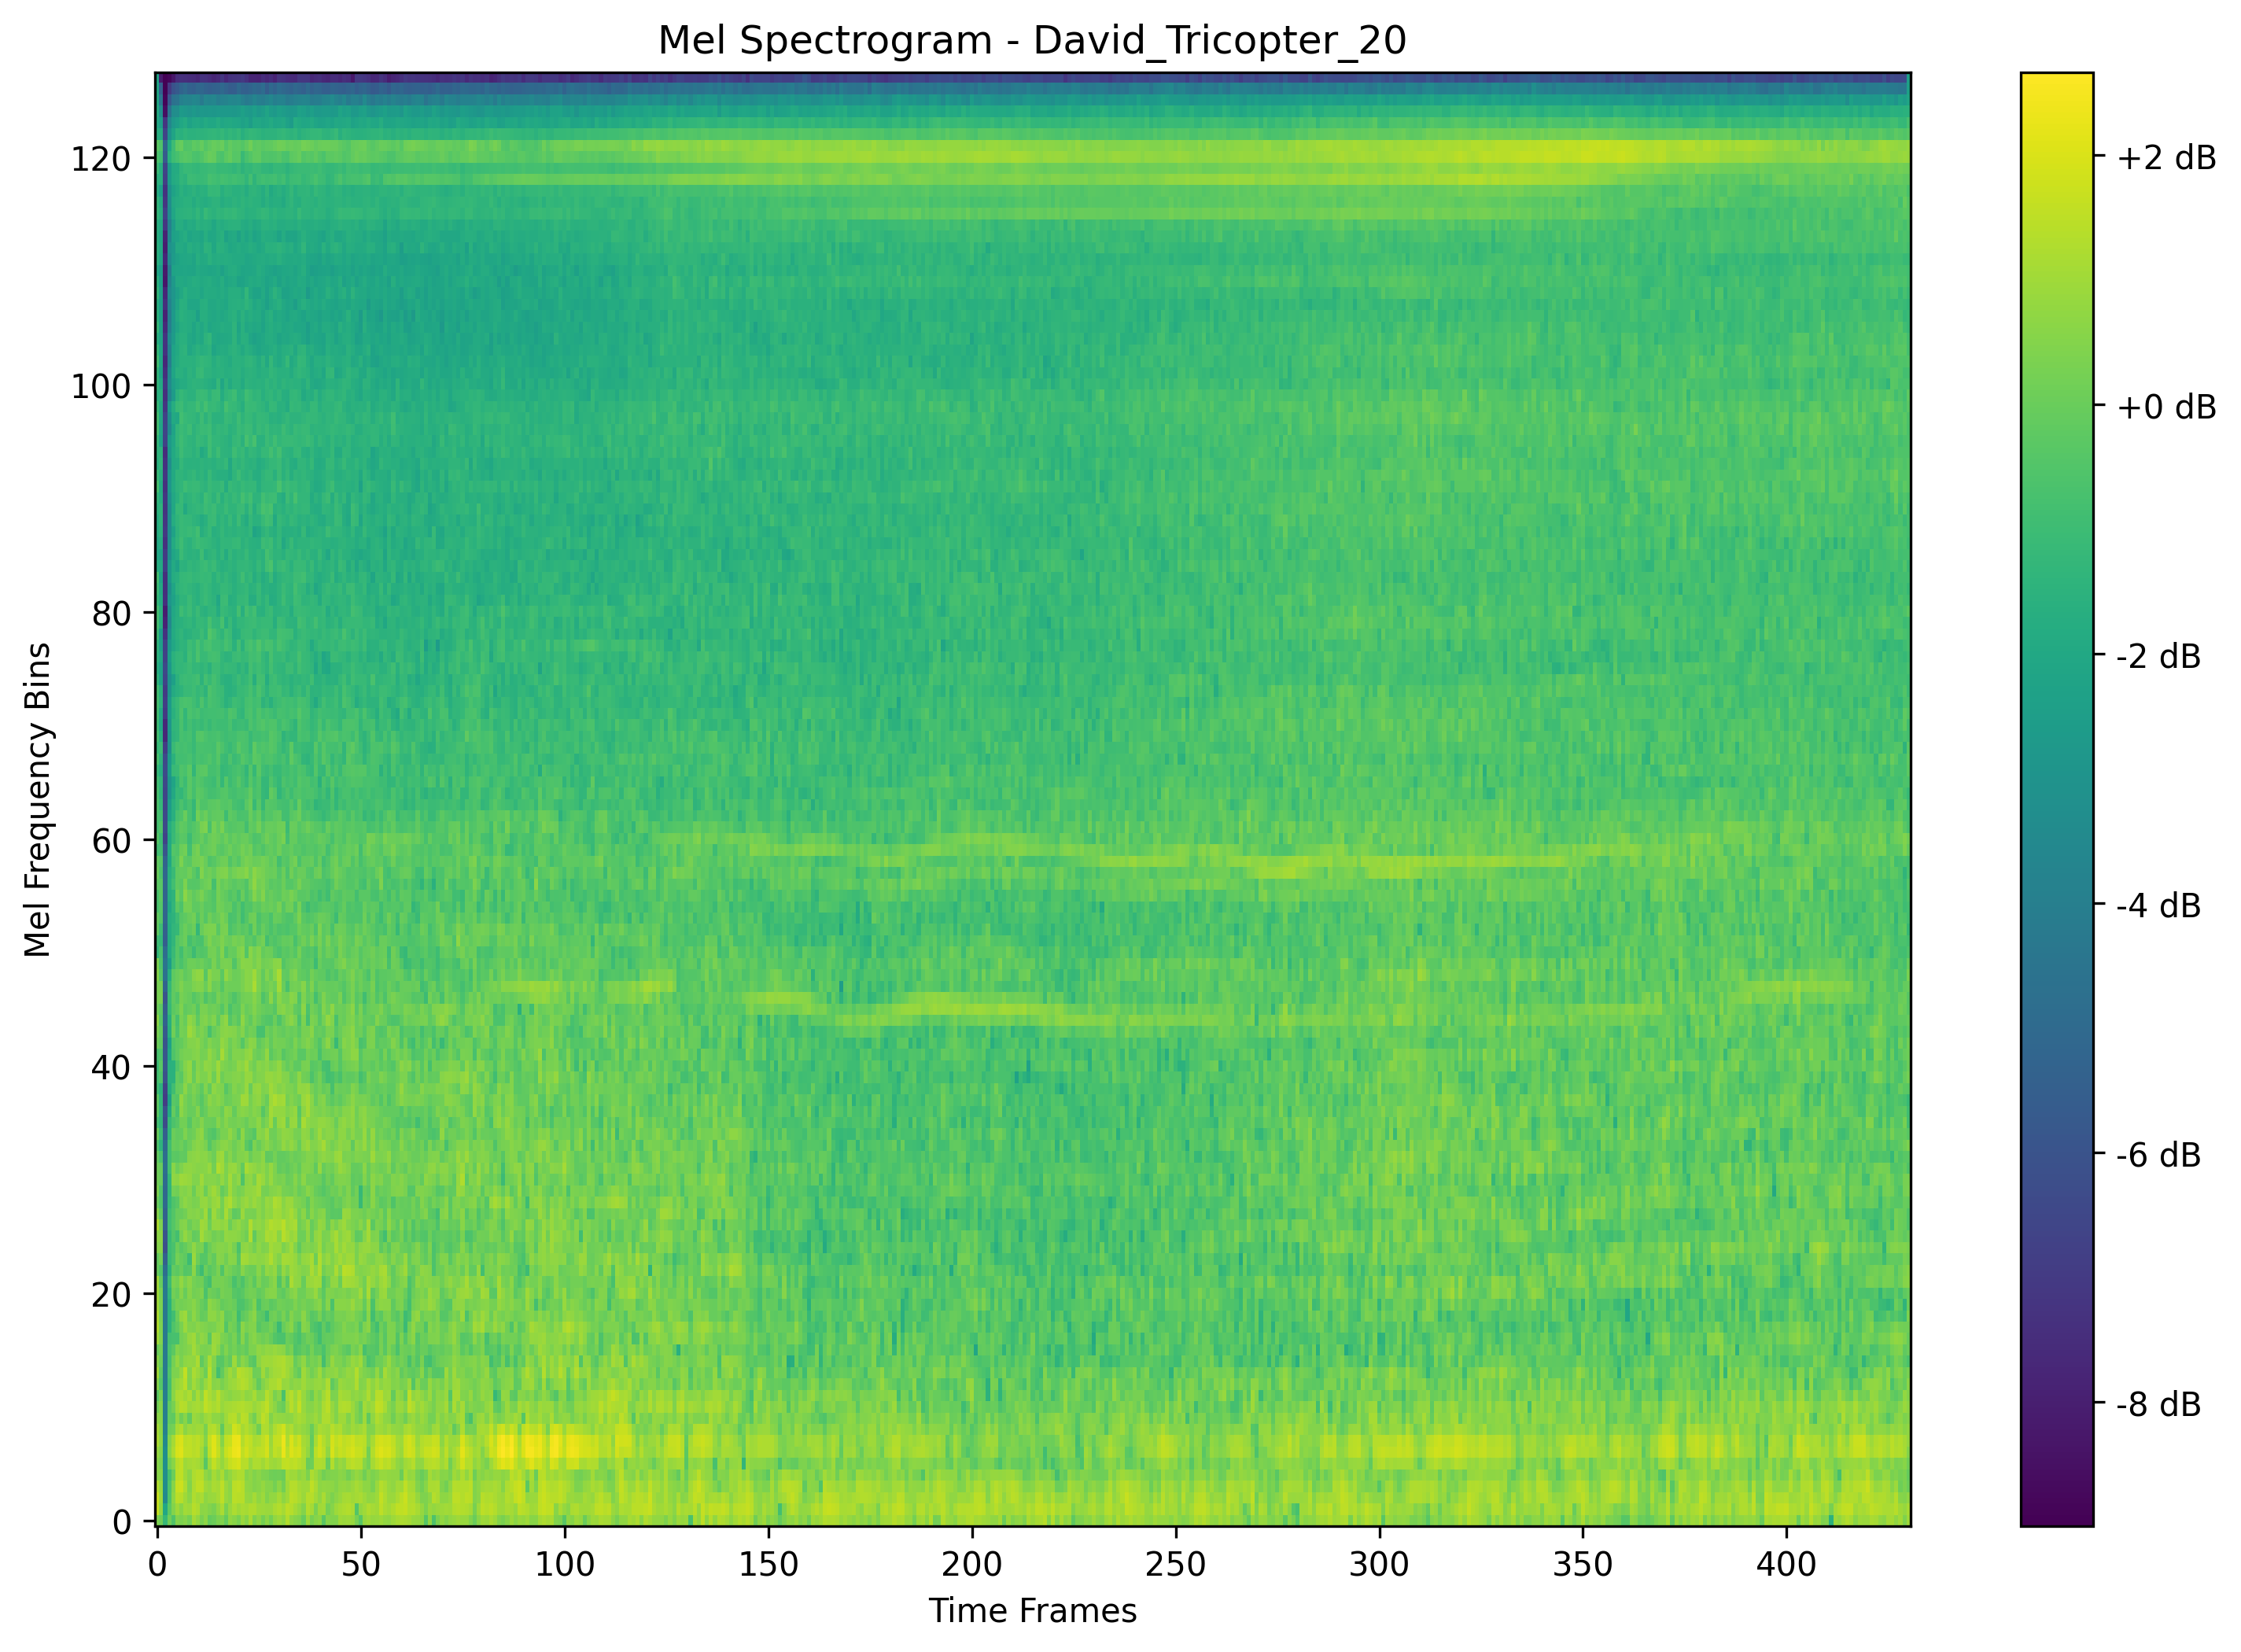 Mel Spectrogram - David_Tricopter_20
Mel Frequency Bins
120
100
80
60
40
20
0
0 50 100 150 200 250 300 350 400
Time Frames
+2 dB
+0 dB
-2 dB
-4 dB
-6 dB
-8 dB